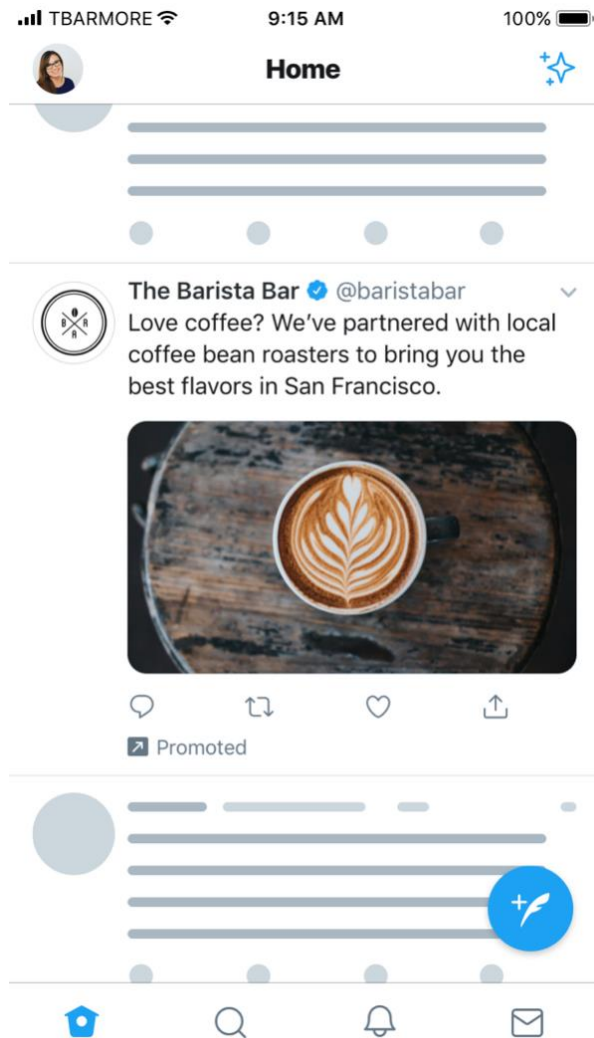 TBARMORE 9:15 AM 100%
Home
The Barista Bar @baristabar
Love coffee? We’ve partnered with local
coffee bean roasters to bring you the
best flavors in San Francisco.
B A R
R
Promoted